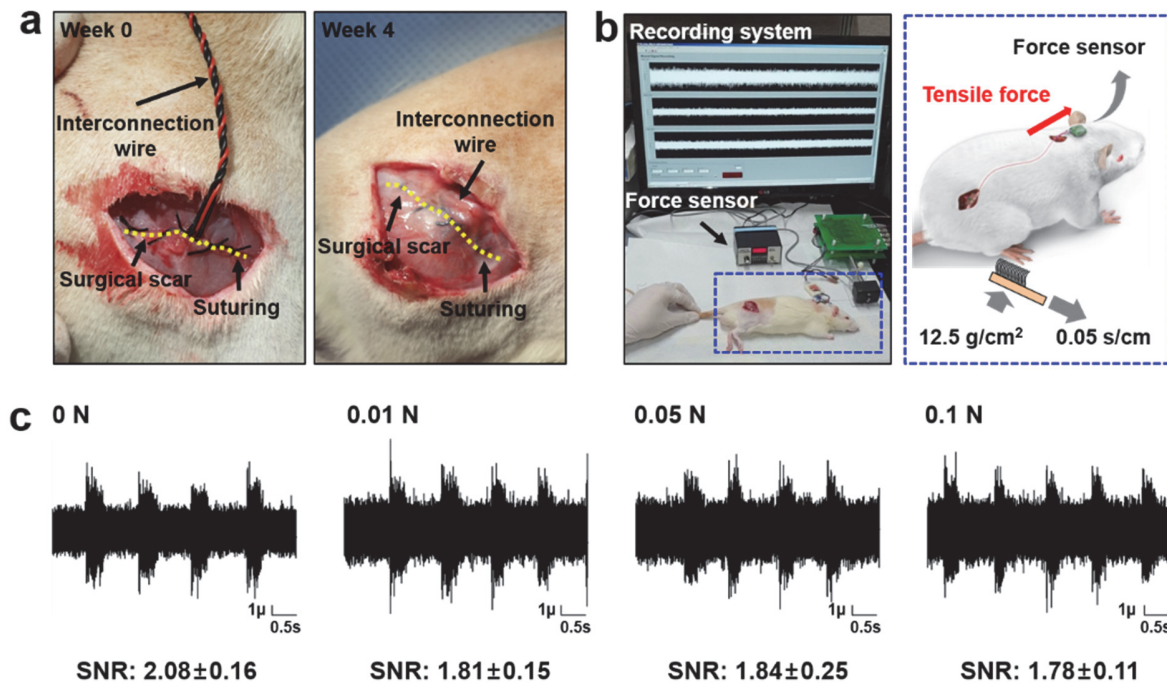 a
Week 0
Interconnection
wire
Surgical scar
Suturing
Week 4
Interconnection
wire
Surgical scar
Suturing
b
Recording system
Force sensor
Force sensor
Tensile force
12.5 g/cm²
0.05 s/cm
c
0 N
0.01 N
0.05 N
0.1 N
1µ
0.5s
1µ
0.5s
1µ
0.5s
1µ
0.5s
SNR: 2.08±0.16
SNR: 1.81±0.15
SNR: 1.84±0.25
SNR: 1.78±0.11